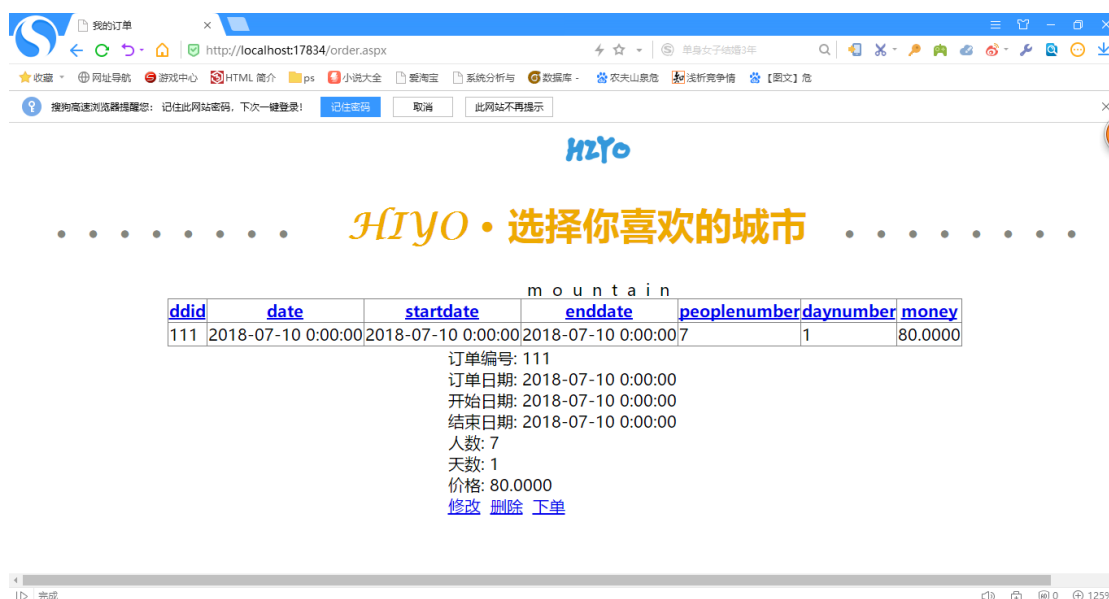 我的订单
http://localhost:17834/order.aspx
单身女子结婚3年
收藏 网址导航 游戏中心 HTML 简介 ps 小说大全 爱淘宝 系统分析与 数据库 - 农夫山泉危 浅析竞争情 【图文】危
搜狗高速浏览器提醒您: 记住此网站密码,下次一键登录! 记住密码 取消 此网站不再提示
HZYO
HIYO·选择你喜欢的城市
mountain
ddid date startdate enddate peoplenumber daynumber money
111 2018-07-10 0:00:00 2018-07-10 0:00:00 2018-07-10 0:00:00 7 1 80.0000
订单编号: 111
订单日期: 2018-07-10 0:00:00
开始日期: 2018-07-10 0:00:00
结束日期: 2018-07-10 0:00:00
人数: 7
天数: 1
价格: 80.0000
修改 删除 下单
完成 0 125%